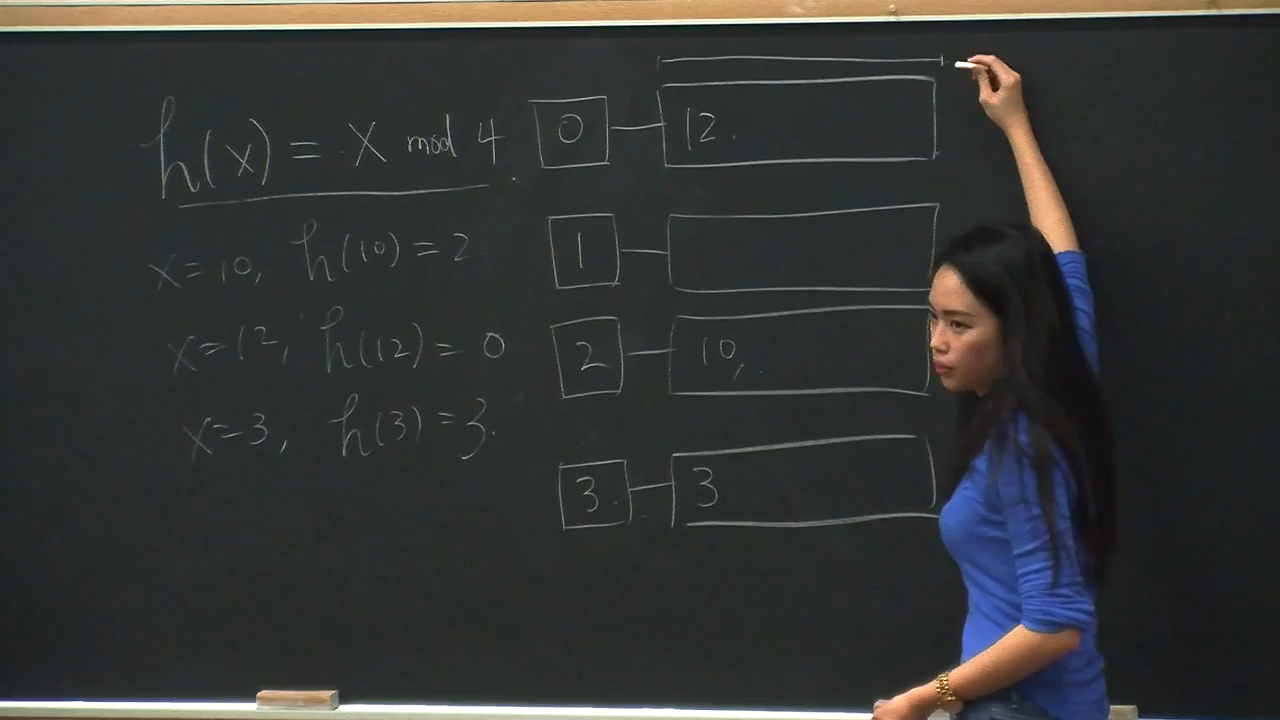 h(x) = x mod 4
x=10, h(10) = 2
x=12, h(12) = 0
x=3, h(3) = 3.
0 12.
1
2 10,
3. 3